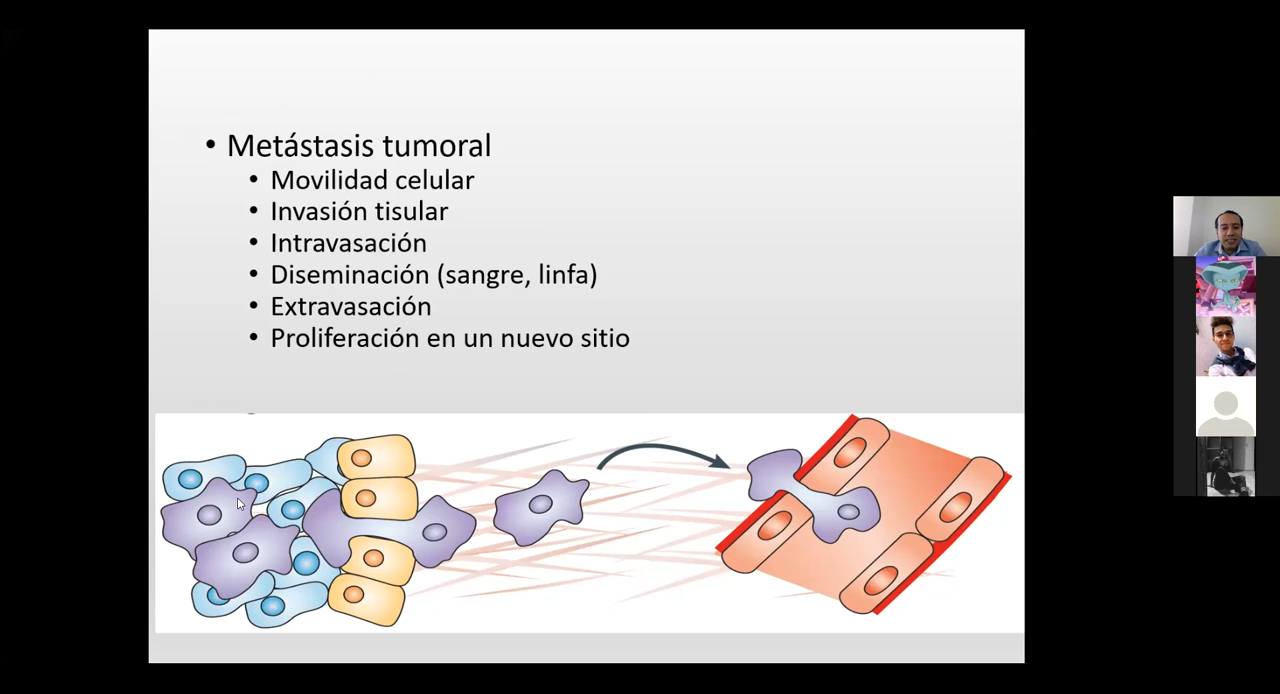 • Metástasis tumoral
• Movilidad celular
• Invasión tisular
• Intravasación
• Diseminación (sangre, linfa)
• Extravasación
• Proliferación en un nuevo sitio